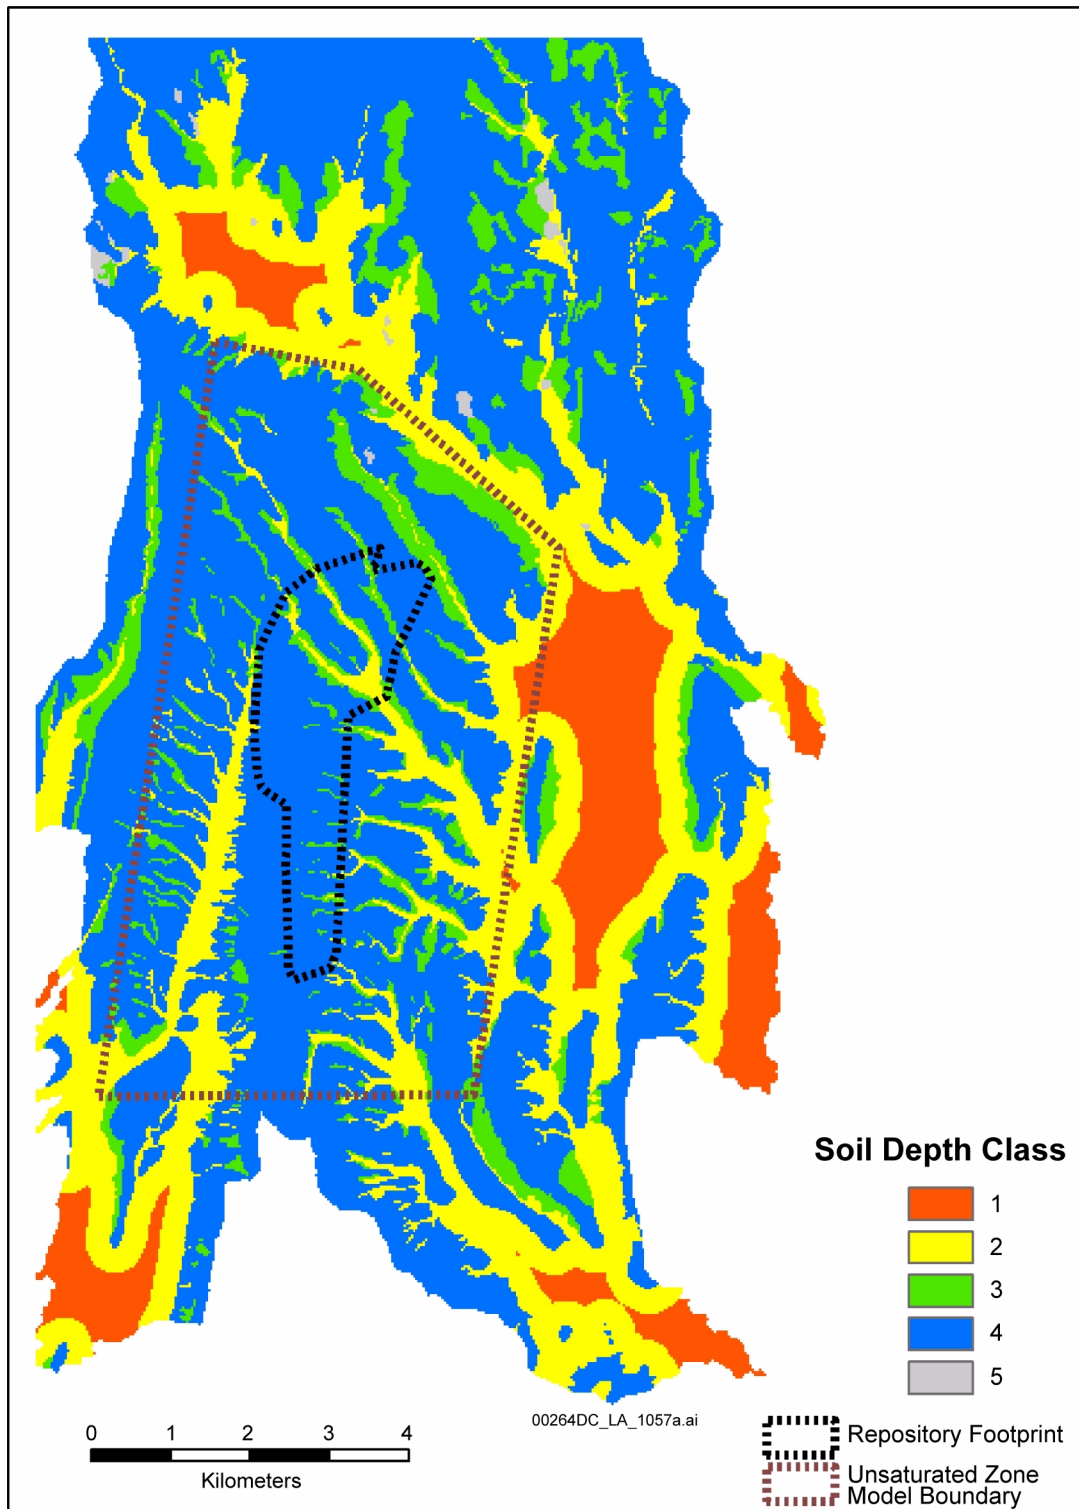 Soil Depth Class
1
2
3
4
5
00264DC_LA_1057a.ai
0 1 2 3 4
Kilometers
Repository Footprint
Unsaturated Zone
Model Boundary